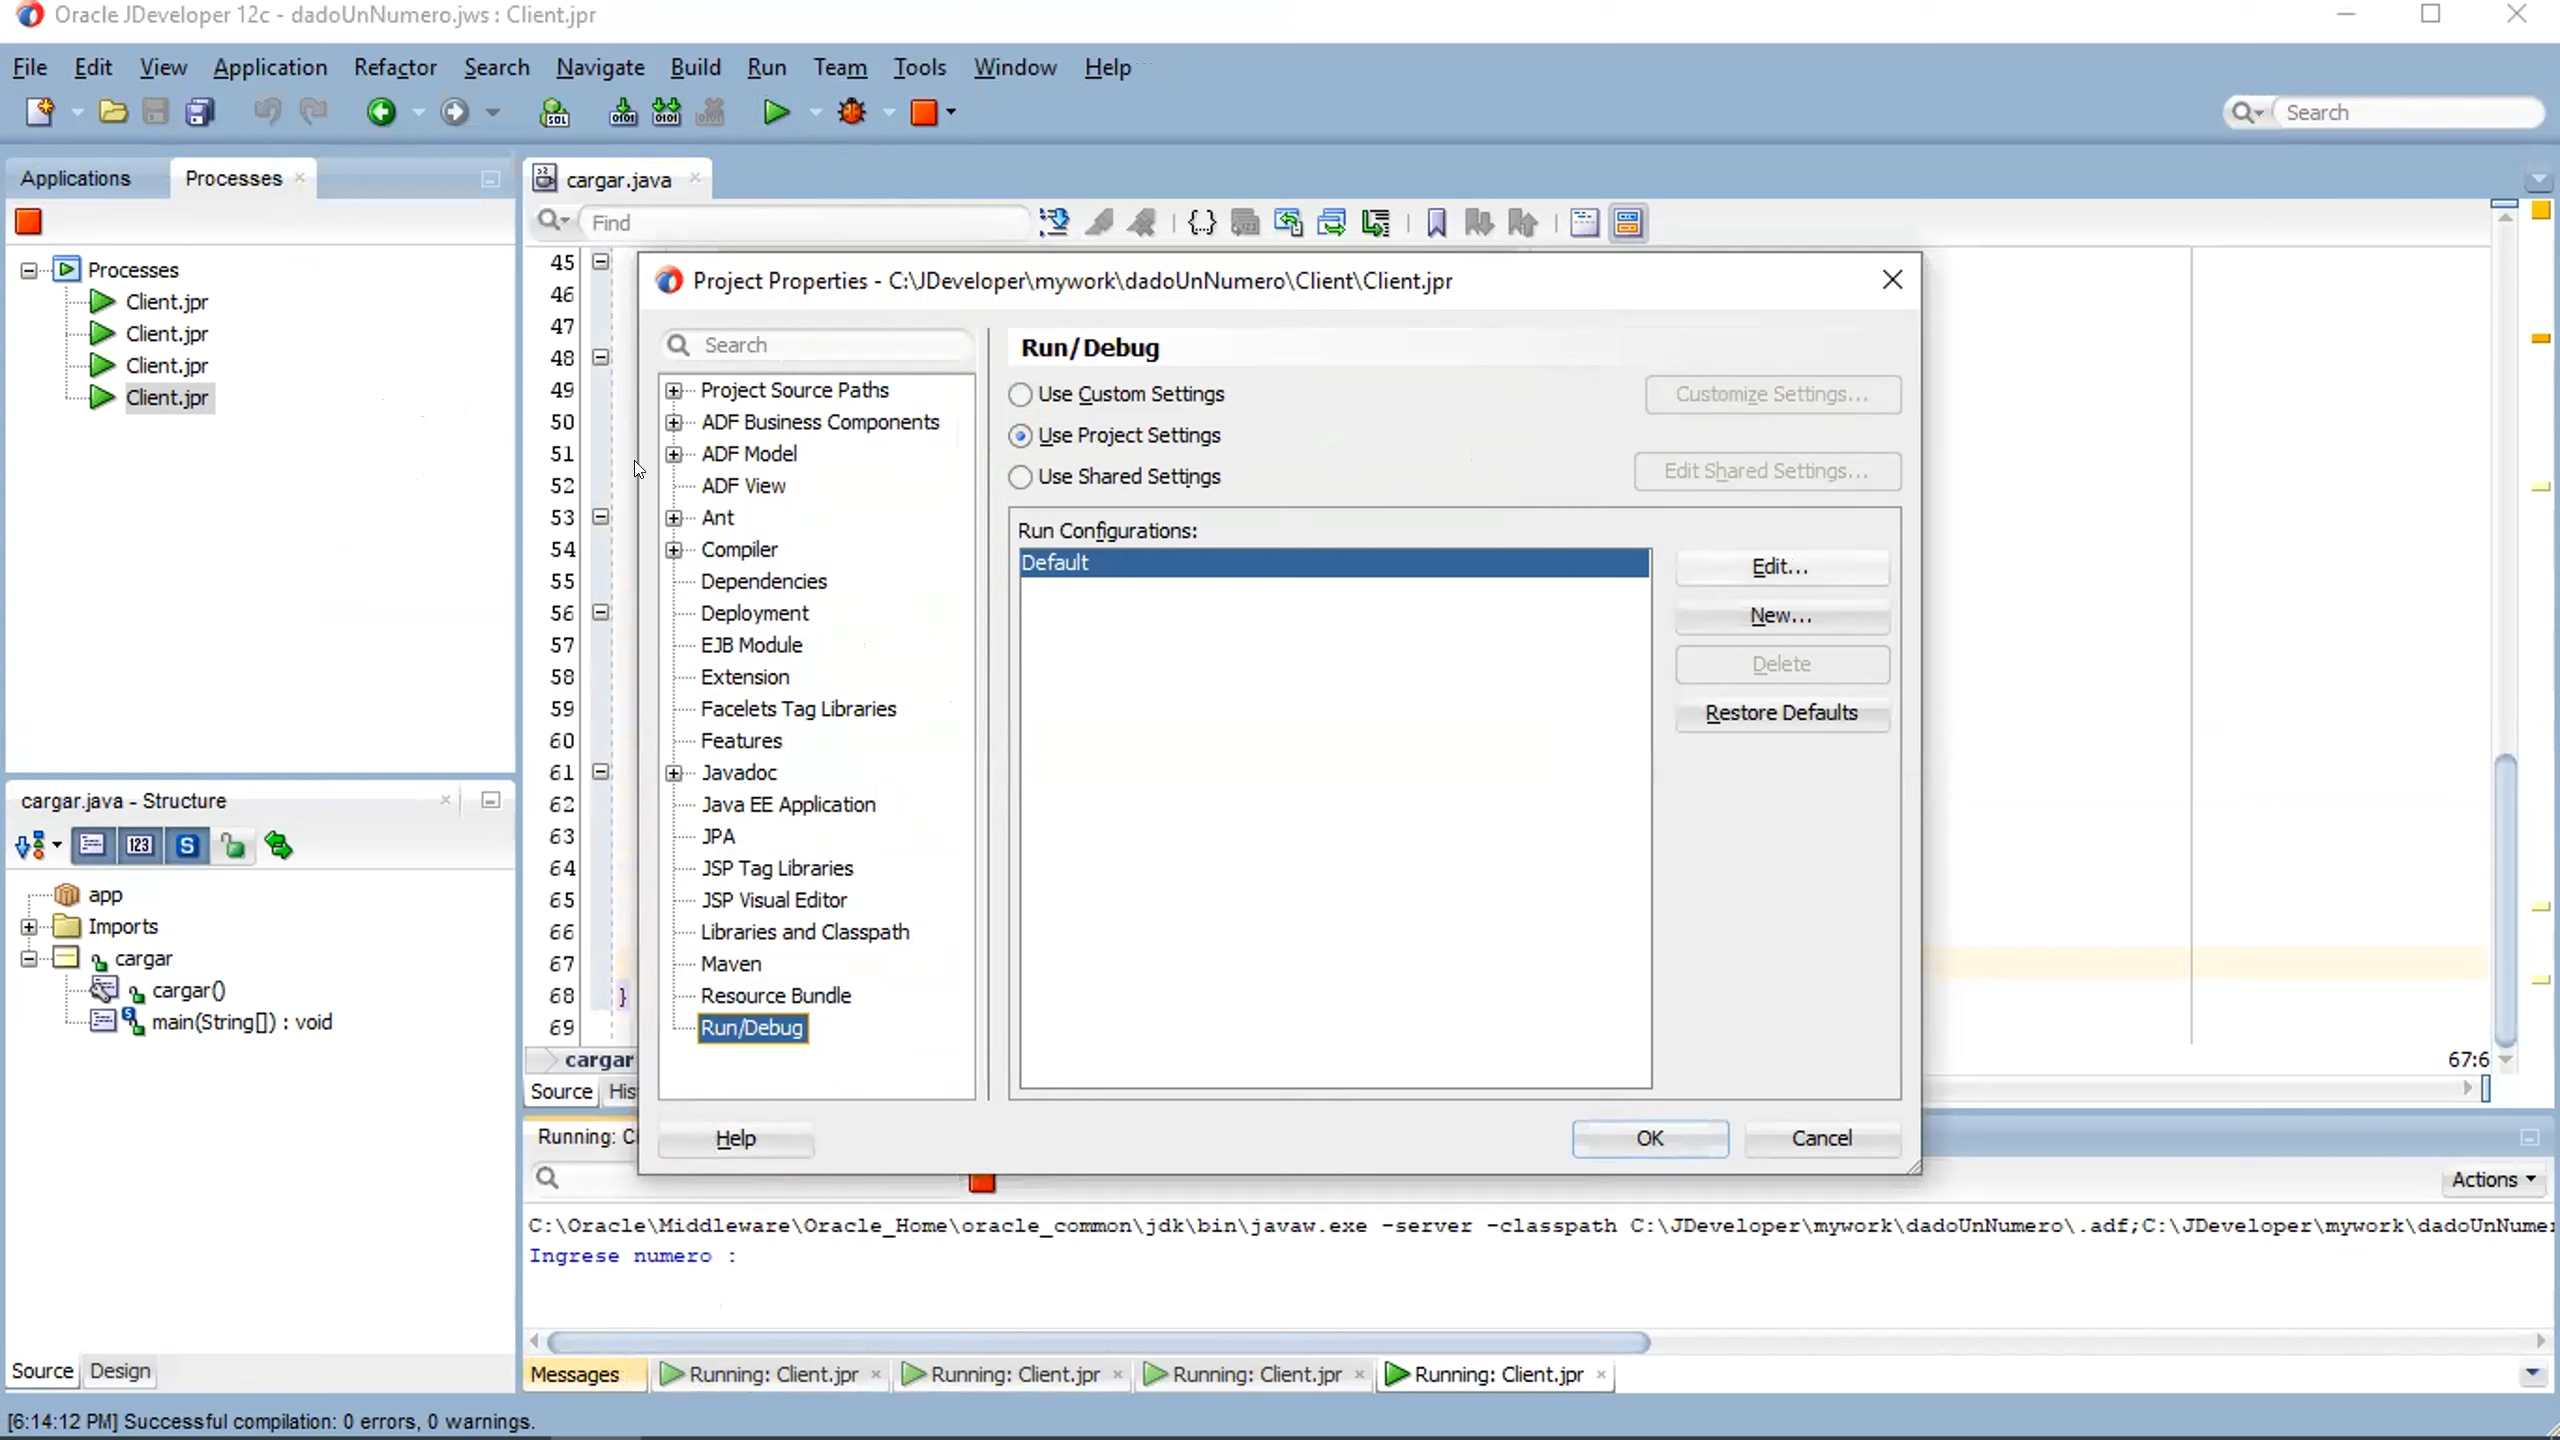 Oracle JDeveloper 12c - dadoUnNumero.jws : Client.jpr
File Edit View Application Refactor Search Navigate Build Run Team Tools Window Help
Search
Applications Processes
cargar.java
Find
Processes
Client.jpr
Client.jpr
Client.jpr
Client.jpr
45
46
47
48
49
50
51
52
53
54
55
56
57
58
59
60
61
62
63
64
65
66
67
68 }
69
Project Properties - C:\JDeveloper\mywork\dadoUnNumero\Client\Client.jpr
Search
Project Source Paths
ADF Business Components
ADF Model
ADF View
Ant
Compiler
Dependencies
Deployment
EJB Module
Extension
Facelets Tag Libraries
Features
Javadoc
Java EE Application
JPA
JSP Tag Libraries
JSP Visual Editor
Libraries and Classpath
Maven
Resource Bundle
Run/Debug
Run/Debug
Use Custom Settings Customize Settings...
Use Project Settings
Use Shared Settings Edit Shared Settings...
Run Configurations:
Default
Edit...
New...
Delete
Restore Defaults
Help OK Cancel
cargar.java - Structure
app
Imports
cargar
cargar()
main(String[]) : void
Source Design
cargar
67:6
Source His
Running: C
Actions
C:\Oracle\Middleware\Oracle_Home\oracle_common\jdk\bin\javaw.exe -server -classpath C:\JDeveloper\mywork\dadoUnNumero\.adf;C:\JDeveloper\mywork\dadoUnNumer
Ingrese numero :
Messages Running: Client.jpr Running: Client.jpr Running: Client.jpr Running: Client.jpr
[6:14:12 PM] Successful compilation: 0 errors, 0 warnings.